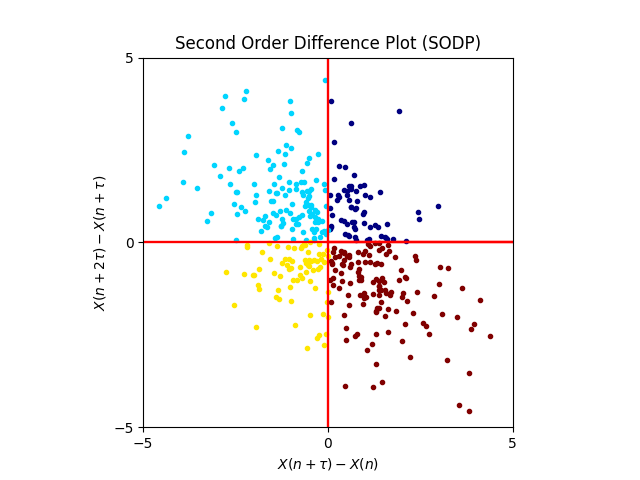 Second Order Difference Plot (SODP)
5
0
−5
X(n + 2τ) − X(n + τ)
−5
0
5
X(n + τ) − X(n)